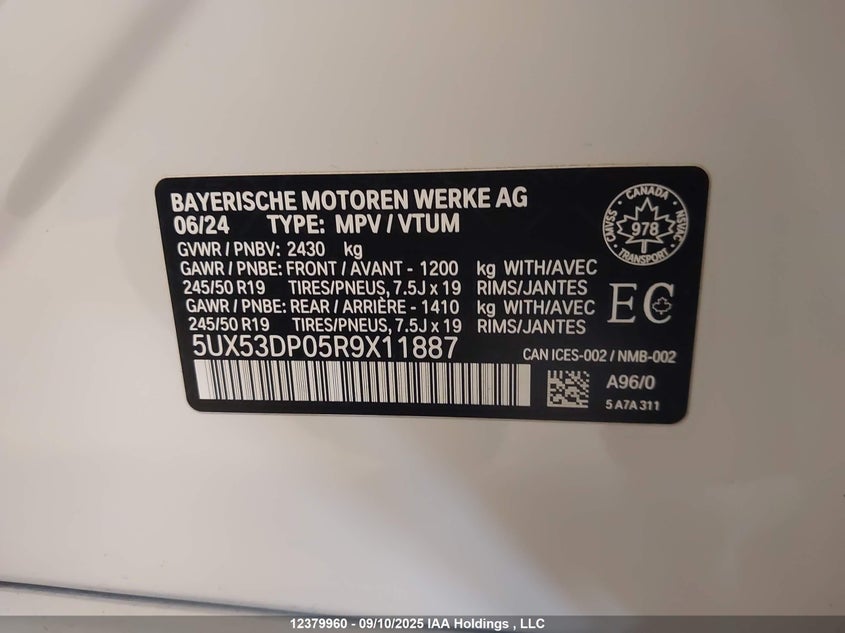 BAYERISCHE MOTOREN WERKE AG
06/24 TYPE: MPV / VTUM
GVWR / PNBV: 2430 kg
GAWR / PNBE: FRONT / AVANT - 1200 kg WITH/AVEC
245/50 R19 TIRES/PNEUS, 7.5J x 19 RIMS/JANTES
GAWR / PNBE: REAR / ARRIÈRE - 1410 kg WITH/AVEC
245/50 R19 TIRES/PNEUS, 7.5J x 19 RIMS/JANTES
5UX53DP05R9X11887
CANADA
CMVSS 978 NSVAC
TRANSPORT
EC
CAN ICES-002 / NMB-002
A96/0
5 A7A 311
12379960 - 09/10/2025 IAA Holdings , LLC